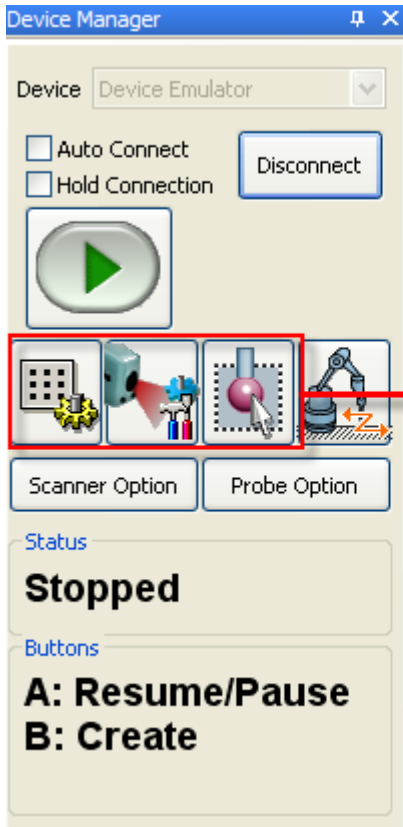 Device Manager
Device Device Emulator
Auto Connect
Hold Connection
Disconnect
Z
Scanner Option
Probe Option
Status
Stopped
Buttons
A: Resume/Pause
B: Create